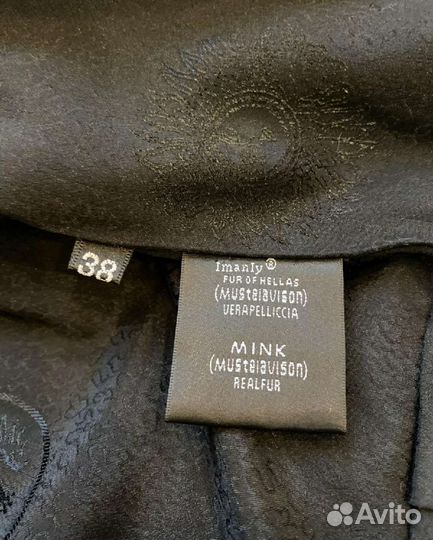 38
imanly®
FUR OF HELLAS
(Mustelavison)
VERAPELLICCIA
MINK
(Mustelavison)
REALFUR
Avito